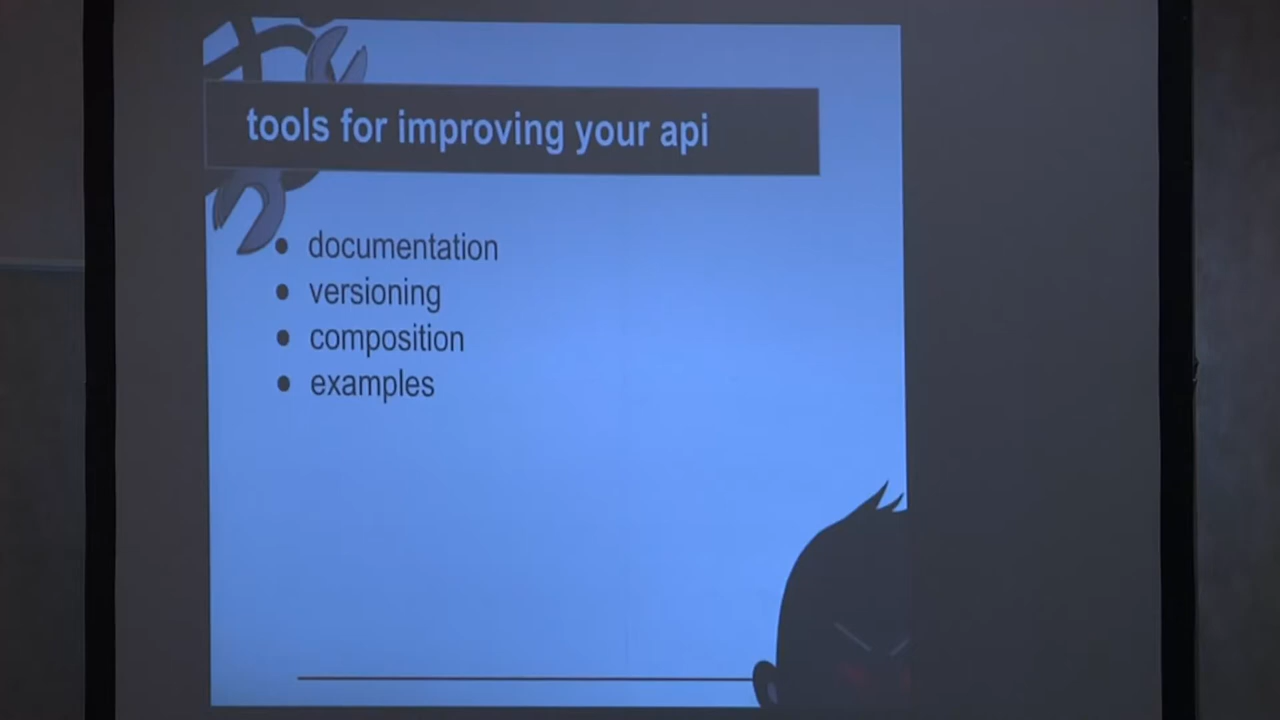 tools for improving your api
documentation
versioning
composition
examples